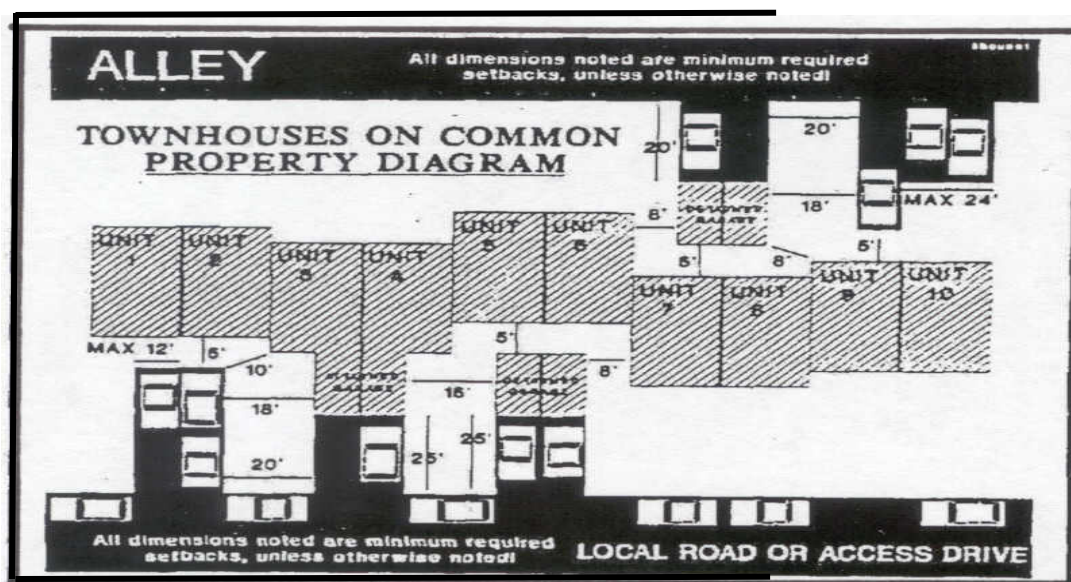 ALLEY
All dimensions noted are minimum required
setbacks, unless otherwise noted!
TOWNHOUSES ON COMMON
PROPERTY DIAGRAM
20'
20'
8'
18'
MAX 24'
UNIT
1
UNIT
2
UNIT
3
UNIT
4
UNIT
5
UNIT
6
5'
8'
5'
UNIT
7
UNIT
UNIT
9
UNIT
10
MAX 12'
5'
10'
5'
8'
18'
25'
25'
20'
All dimensions noted are minimum required
setbacks, unless otherwise noted!
LOCAL ROAD OR ACCESS DRIVE